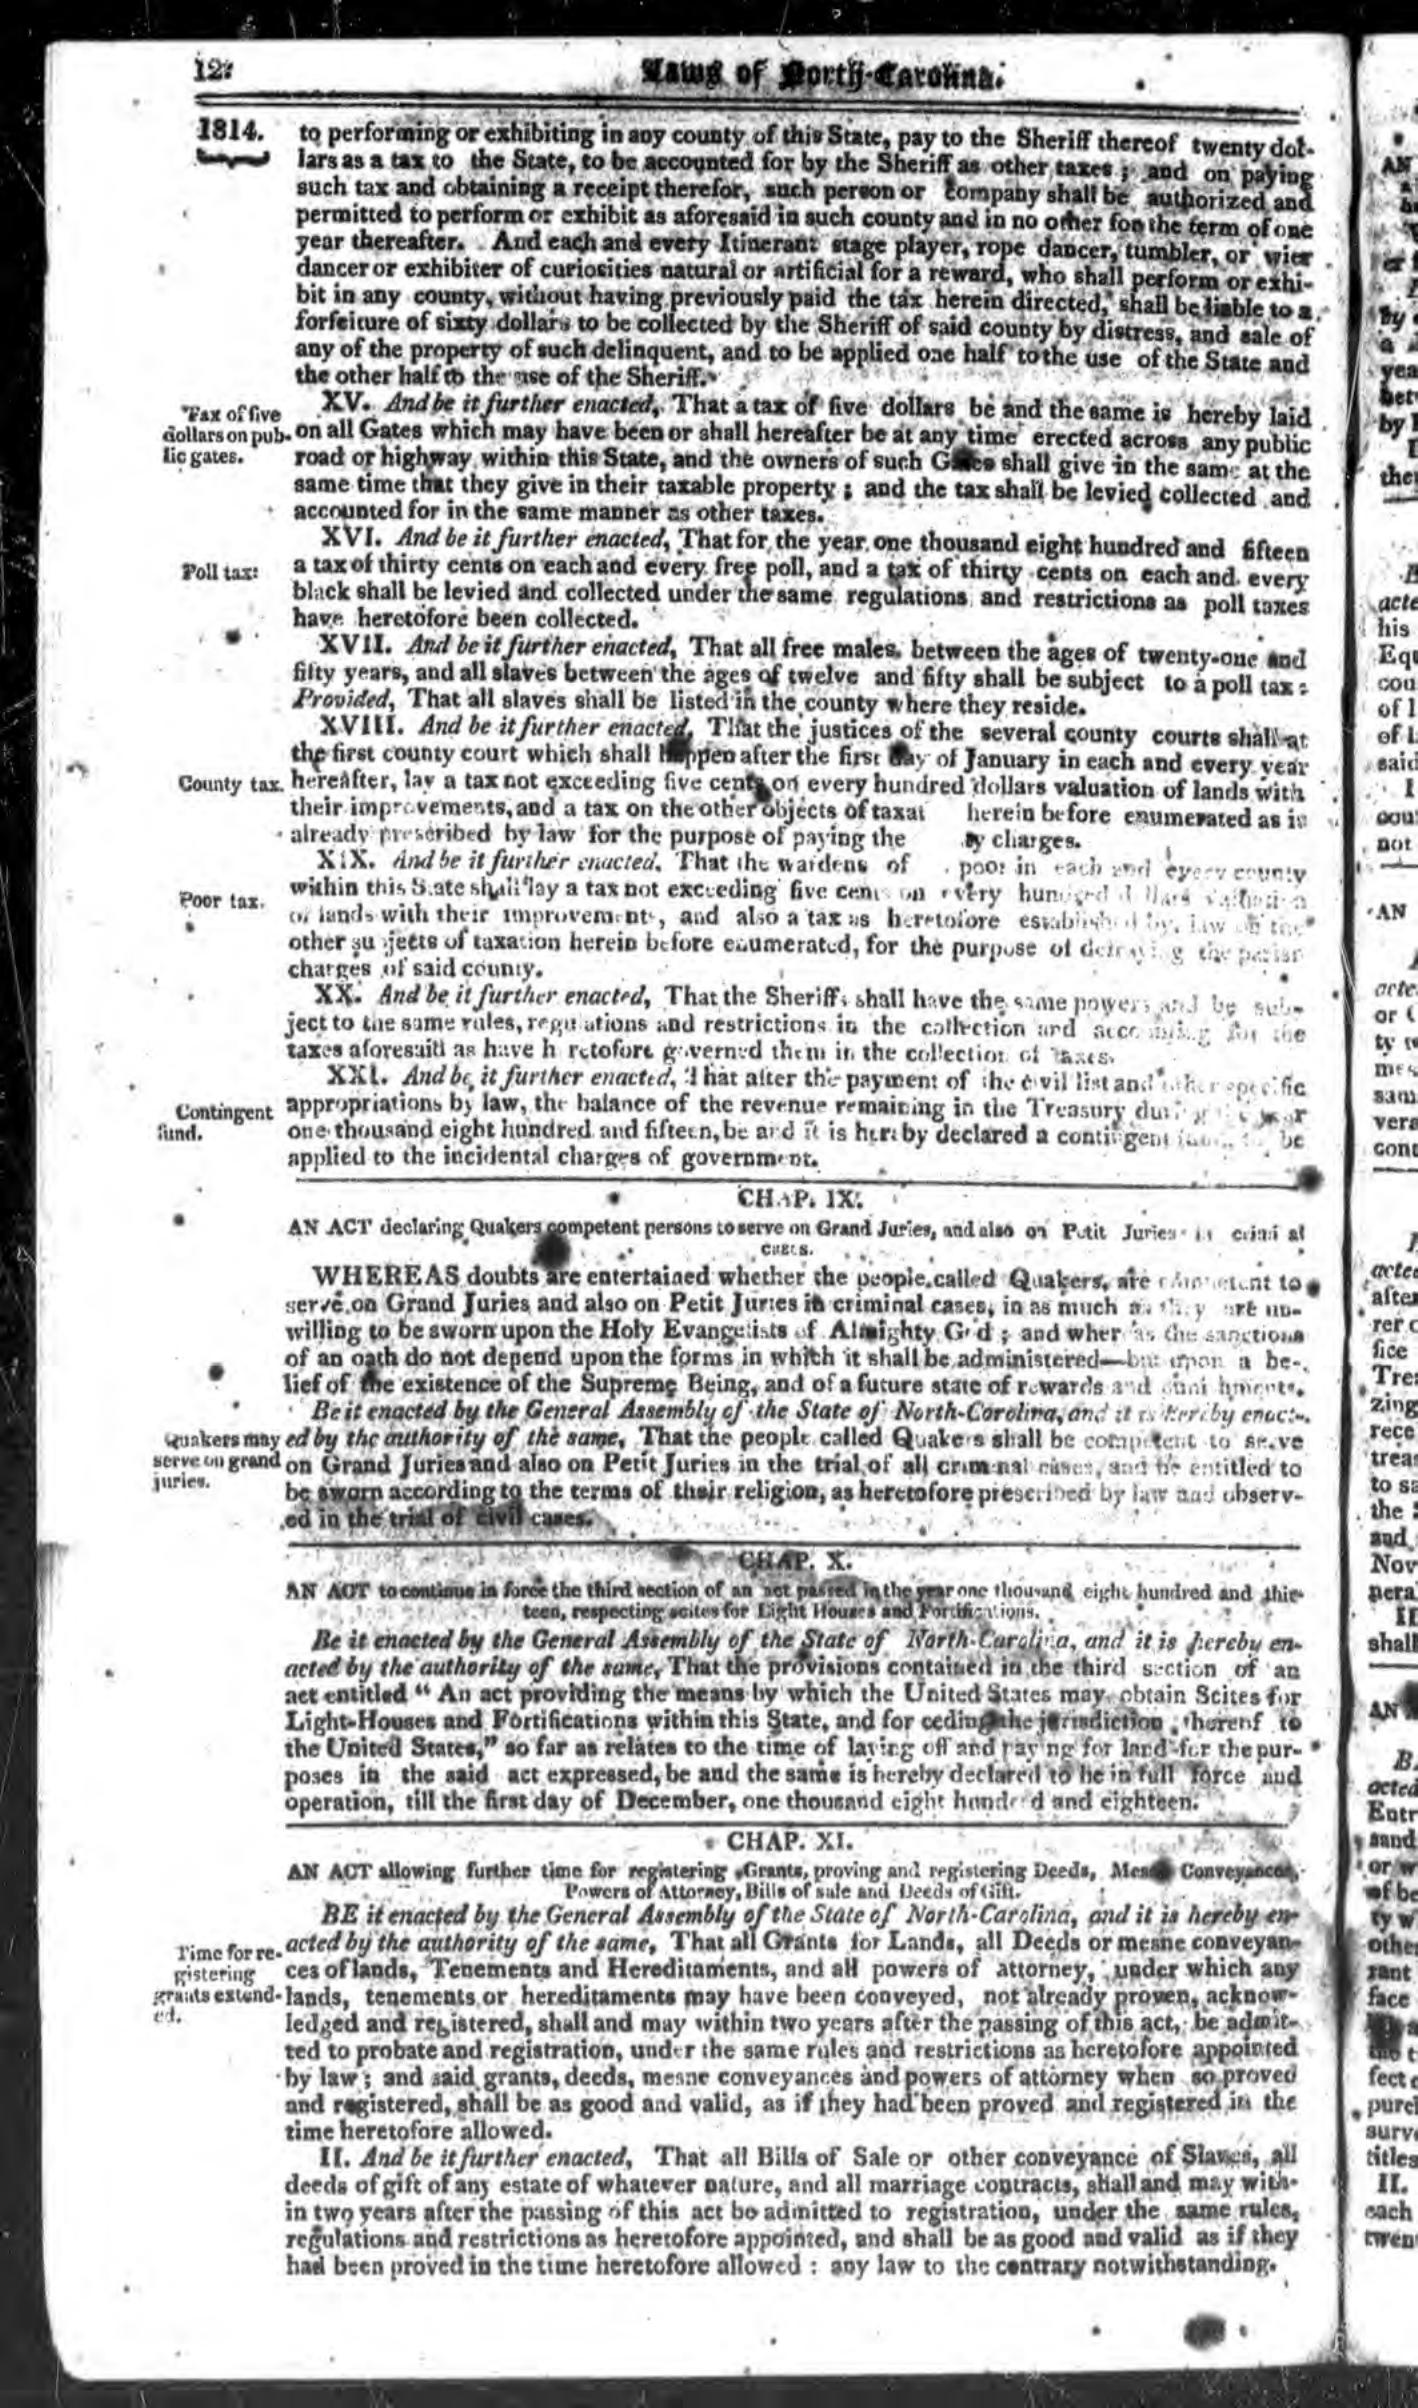 12
Laws of North-Carolina.
1814.
to performing or exhibiting in any county of this State, pay to the Sheriff thereof twenty dol-
lars as a tax to the State, to be accounted for by the Sheriff as other taxes; and on paying
such tax and obtaining a receipt therefor, such person or company shall be authorized and
permitted to perform or exhibit as aforesaid in such county and in no other for the term of one
year thereafter. And each and every Itinerant stage player, rope dancer, tumbler, or wier
dancer or exhibiter of curiosities natural or artificial for a reward, who shall perform or exhi-
bit in any county, without having previously paid the tax herein directed, shall be liable to a
forfeiture of sixty dollars to be collected by the Sheriff of said county by distress, and sale of
any of the property of such delinquent, and to be applied one half to the use of the State and
the other half to the use of the Sheriff.
Tax of five
dollars on pub-
lic gates.
XV. And be it further enacted, That a tax of five dollars be and the same is hereby laid
on all Gates which may have been or shall hereafter be at any time erected across any public
road or highway within this State, and the owners of such Gates shall give in the same at the
same time that they give in their taxable property; and the tax shall be levied collected and
accounted for in the same manner as other taxes.
XVI. And be it further enacted, That for the year one thousand eight hundred and fifteen
Poll tax:
a tax of thirty cents on each and every free poll, and a tax of thirty cents on each and every
black shall be levied and collected under the same regulations and restrictions as poll taxes
have heretofore been collected.
XVII. And be it further enacted, That all free males between the ages of twenty-one and
fifty years, and all slaves between the ages of twelve and fifty shall be subject to a poll tax:
Provided, That all slaves shall be listed in the county where they reside.
XVIII. And be it further enacted, That the justices of the several county courts shall at
the first county court which shall happen after the first day of January in each and every year
County tax.
hereafter, lay a tax not exceeding five cents on every hundred dollars valuation of lands with
their improvements, and a tax on the other objects of taxat herein before enumerated as is
already prescribed by law for the purpose of paying the charges.
XIX. And be it further enacted, That the wardens of poor in each and every county
Poor tax.
within this State shall lay a tax not exceeding five cents on every hundred dollars valuation
of lands with their improvements, and also a tax as heretofore established by law on the
other subjects of taxation herein before enumerated, for the purpose of defraying the parish
charges of said county.
XX. And be it further enacted, That the Sheriffs shall have the same powers and be sub-
ject to the same rules, regulations and restrictions in the collection and accounting for the
taxes aforesaid as have heretofore governed them in the collection of taxes.
XXI. And be it further enacted, That after the payment of the civil list and other specific
Contingent
fund.
appropriations by law, the balance of the revenue remaining in the Treasury during the year
one thousand eight hundred and fifteen, be and it is hereby declared a contingent fund to be
applied to the incidental charges of government.
CHAP. IX.
AN ACT declaring Quakers competent persons to serve on Grand Juries, and also on Petit Juries in criminal
cases.
WHEREAS doubts are entertained whether the people called Quakers, are competent to
serve on Grand Juries and also on Petit Juries in criminal cases, in as much as they are un-
willing to be sworn upon the Holy Evangelists of Almighty God; and whereas the sanctions
of an oath do not depend upon the forms in which it shall be administered—but upon a be-
lief of the existence of the Supreme Being, and of a future state of rewards and punishments.
Be it enacted by the General Assembly of the State of North-Carolina, and it is hereby enact-
Quakers may
serve on grand
juries.
ed by the authority of the same, That the people called Quakers shall be competent to serve
on Grand Juries and also on Petit Juries in the trial of all criminal cases, and be entitled to
be sworn according to the terms of their religion, as heretofore prescribed by law and observ-
ed in the trial of civil cases.
CHAP. X.
AN ACT to continue in force the third section of an act passed in the year one thousand eight hundred and thir-
teen, respecting scites for Light Houses and Fortifications.
Be it enacted by the General Assembly of the State of North-Carolina, and it is hereby en-
acted by the authority of the same, That the provisions contained in the third section of an
act entitled "An act providing the means by which the United States may obtain Scites for
Light-Houses and Fortifications within this State, and for ceding the jurisdiction thereof to
the United States," so far as relates to the time of laying off and paying for land for the pur-
poses in the said act expressed, be and the same is hereby declared to be in full force and
operation, till the first day of December, one thousand eight hundred and eighteen.
CHAP. XI.
AN ACT allowing further time for registering Grants, proving and registering Deeds, Mesne Conveyances,
Powers of Attorney, Bills of sale and Deeds of Gift.
BE it enacted by the General Assembly of the State of North-Carolina, and it is hereby en-
Time for re-
gistering
grants extend-
ed.
acted by the authority of the same, That all Grants for Lands, all Deeds or mesne conveyan-
ces of lands, Tenements and Hereditaments, and all powers of attorney, under which any
lands, tenements or hereditaments may have been conveyed, not already proven, acknow-
ledged and registered, shall and may within two years after the passing of this act, be admit-
ted to probate and registration, under the same rules and restrictions as heretofore appointed
by law; and said grants, deeds, mesne conveyances and powers of attorney when so proved
and registered, shall be as good and valid, as if they had been proved and registered in the
time heretofore allowed.
II. And be it further enacted, That all Bills of Sale or other conveyance of Slaves, all
deeds of gift of any estate of whatever nature, and all marriage contracts, shall and may with-
in two years after the passing of this act be admitted to registration, under the same rules,
regulations and restrictions as heretofore appointed, and shall be as good and valid as if they
had been proved in the time heretofore allowed: any law to the contrary notwithstanding.